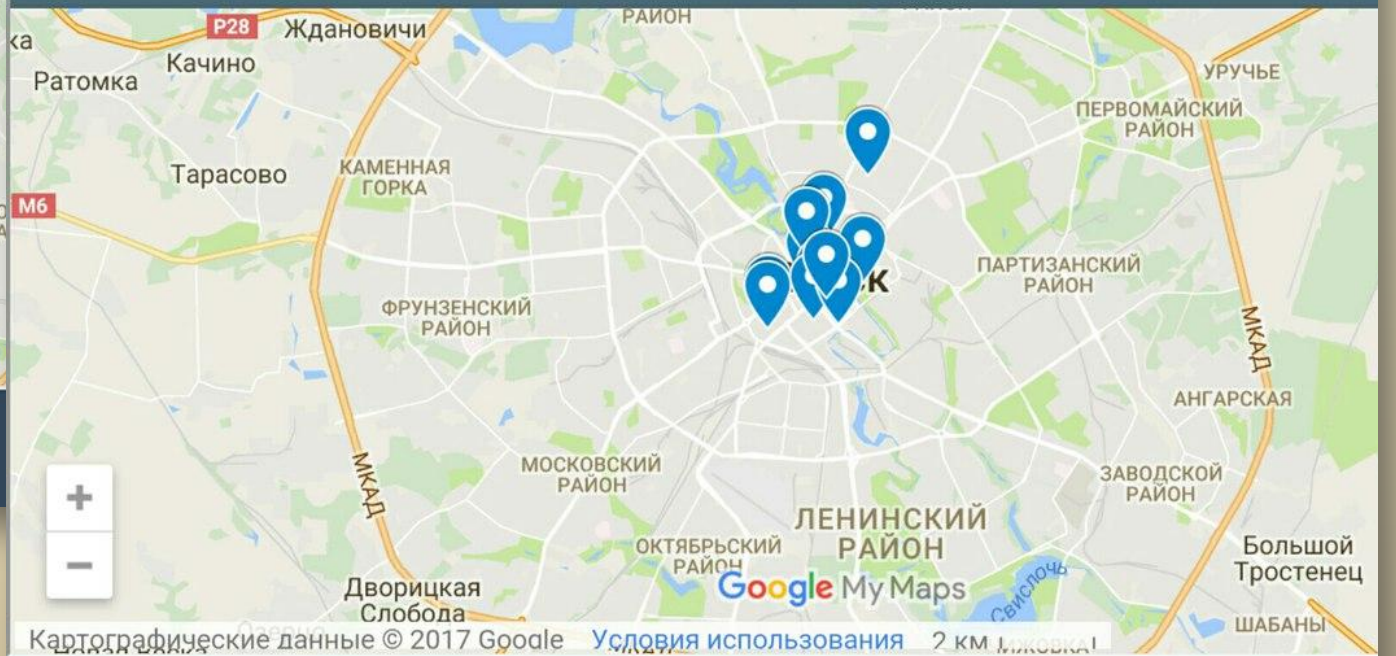 РАЙОН
P28
Ждановичи
ка
Качино
Ратомка
УРУЧЬЕ
ПЕРВОМАЙСКИЙ
РАЙОН
Тарасово
КАМЕННАЯ
ГОРКА
M6
ПАРТИЗАНСКИЙ
РАЙОН
ск
ФРУНЗЕНСКИЙ
РАЙОН
МКАД
АНГАРСКАЯ
МОСКОВСКИЙ
РАЙОН
МКАД
ЗАВОДСКОЙ
РАЙОН
+
ЛЕНИНСКИЙ
РАЙОН
ОКТЯБРЬСКИЙ
РАЙОН
Большой
Тростенец
−
Google My Maps
Дворицкая
Слобода
Свислочь
ШАБАНЫ
Картографические данные © 2017 Google Условия использования 2 км